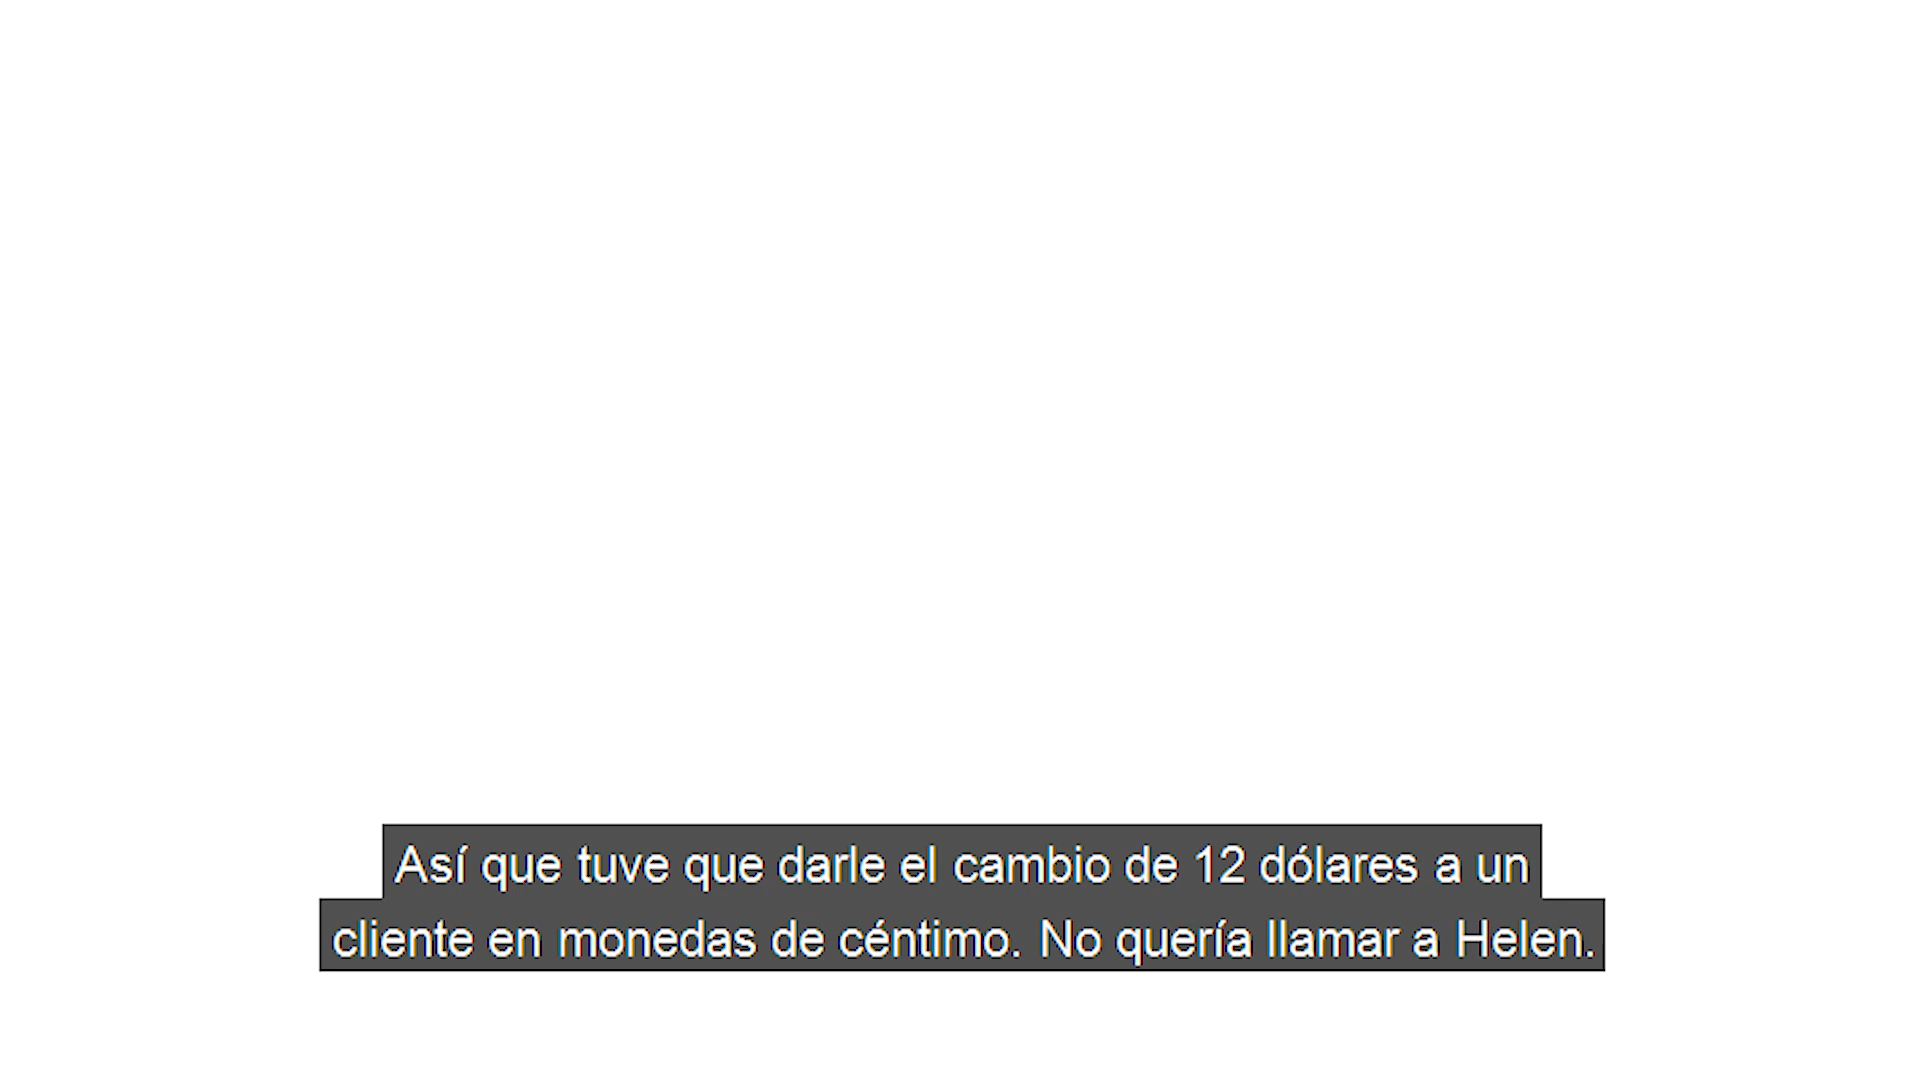 Así que tuve que darle el cambio de 12 dólares a un
cliente en monedas de céntimo. No quería llamar a Helen.